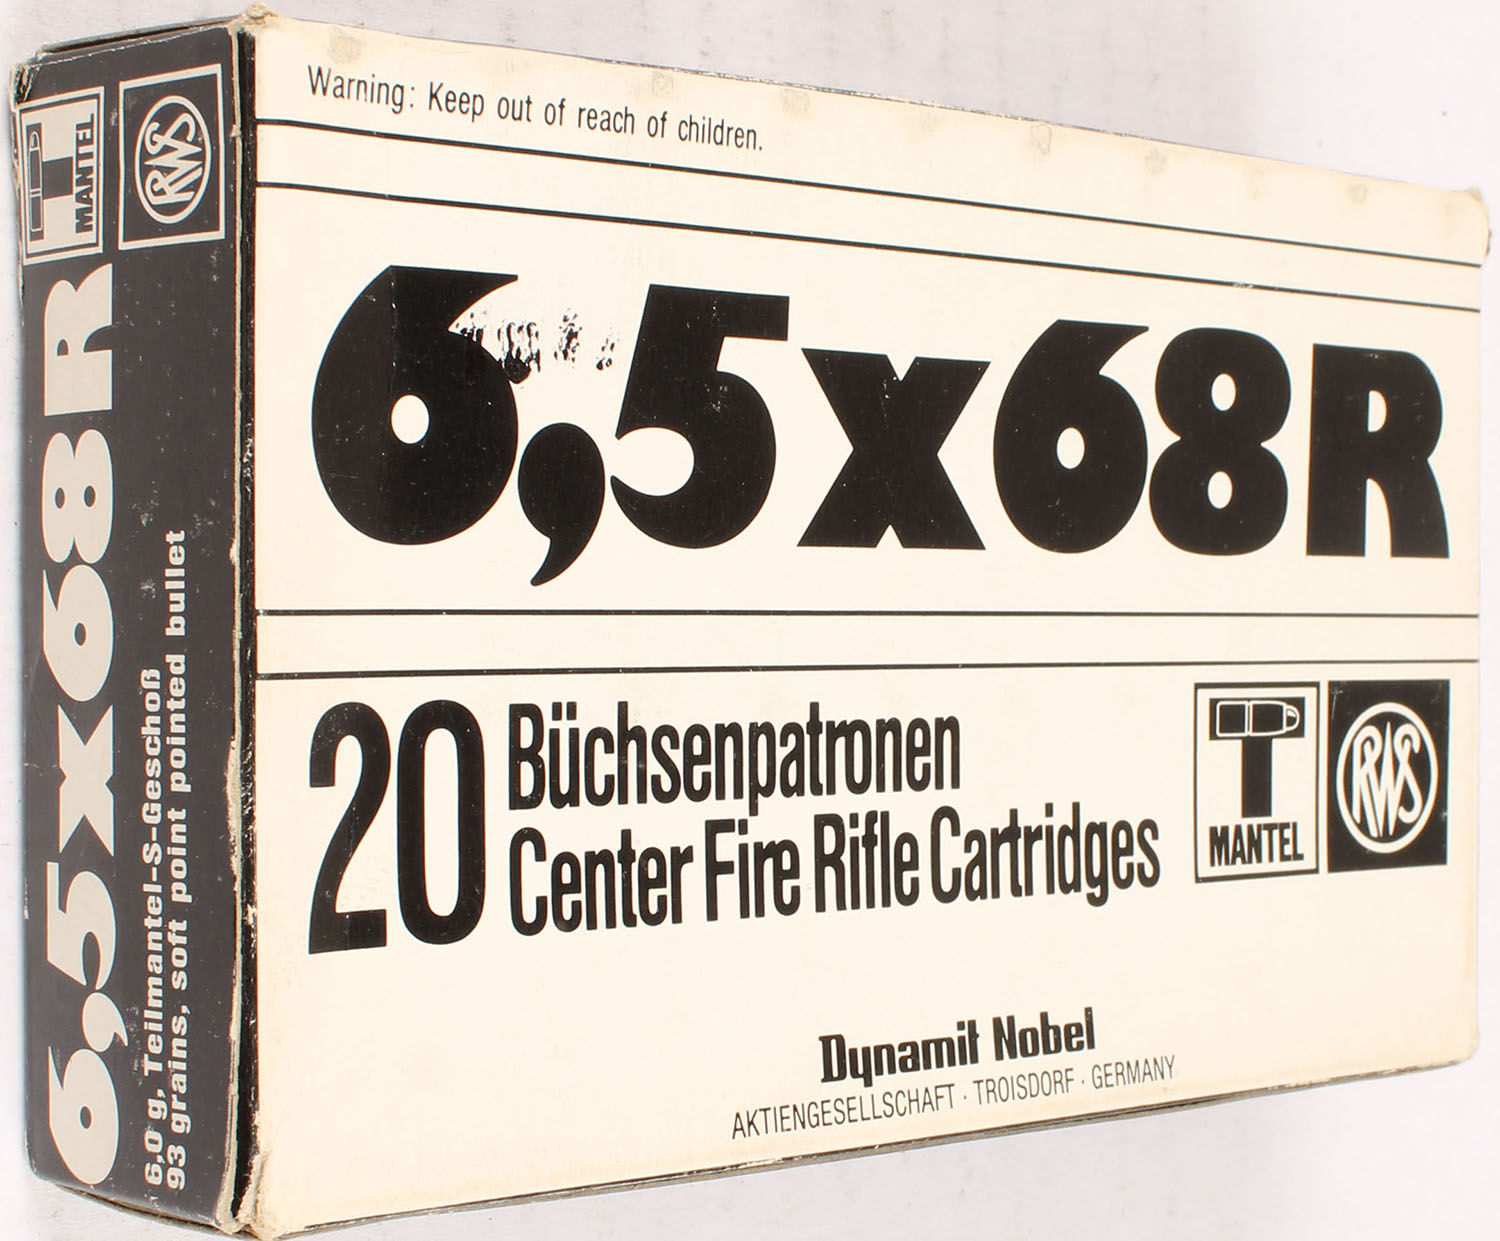 Warning: Keep out of reach of children.
6,5x68R
20 Büchsenpatronen
Center Fire Rifle Cartridges
T MANTEL
RWS
Dynamit Nobel
AKTIENGESELLSCHAFT · TROISDORF · GERMANY
T MANTEL
RWS
6,5x68R
6,0 g, Teilmantel-S-Geschoß
93 grains, soft point pointed bullet